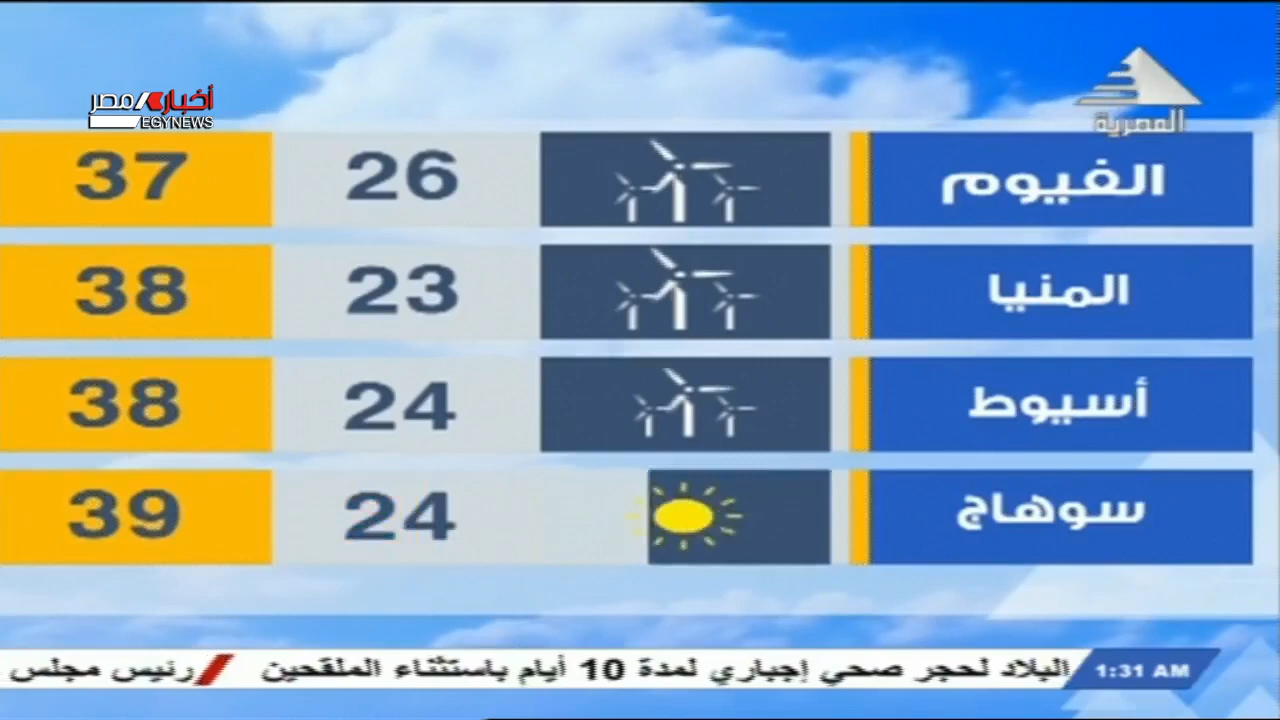 أخبار مصر
EGYNEWS
المصرية
الفيوم 26 37
المنيا 23 38
أسيوط 24 38
سوهاج 24 39
1:31 AM
البلاد لحجر صحي إجباري لمدة 10 أيام باستثناء الملقحين / رئيس مجلس